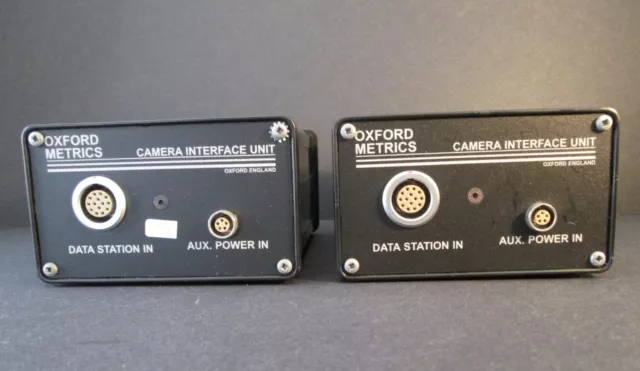 OXFORD
METRICS
CAMERA INTERFACE UNIT
OXFORD ENGLAND
DATA STATION IN
AUX. POWER IN
OXFORD
METRICS
CAMERA INTERFACE UNIT
OXFORD ENGLAND
DATA STATION IN
AUX. POWER IN